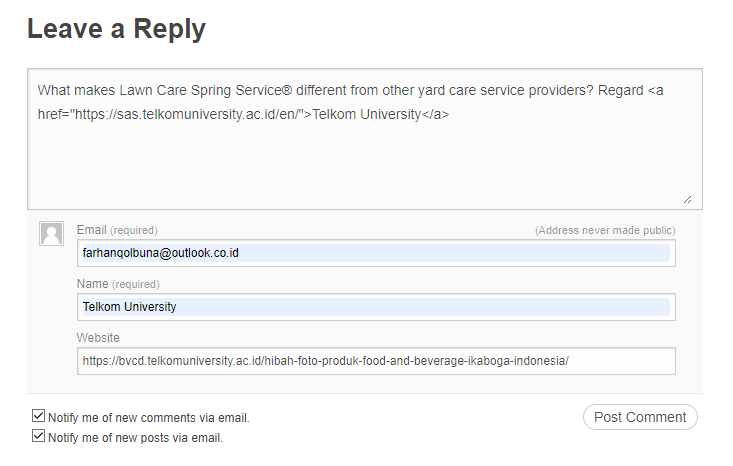 Leave a Reply
What makes Lawn Care Spring Service® different from other yard care service providers? Regard <a
href="https://sas.telkomuniversity.ac.id/en/">Telkom University</a>
Email (required) (Address never made public)
farhanqolbuna@outlook.co.id
Name (required)
Telkom University
Website
https://bvcd.telkomuniversity.ac.id/hibah-foto-produk-food-and-beverage-ikaboga-indonesia/
Notify me of new comments via email. Post Comment
Notify me of new posts via email.